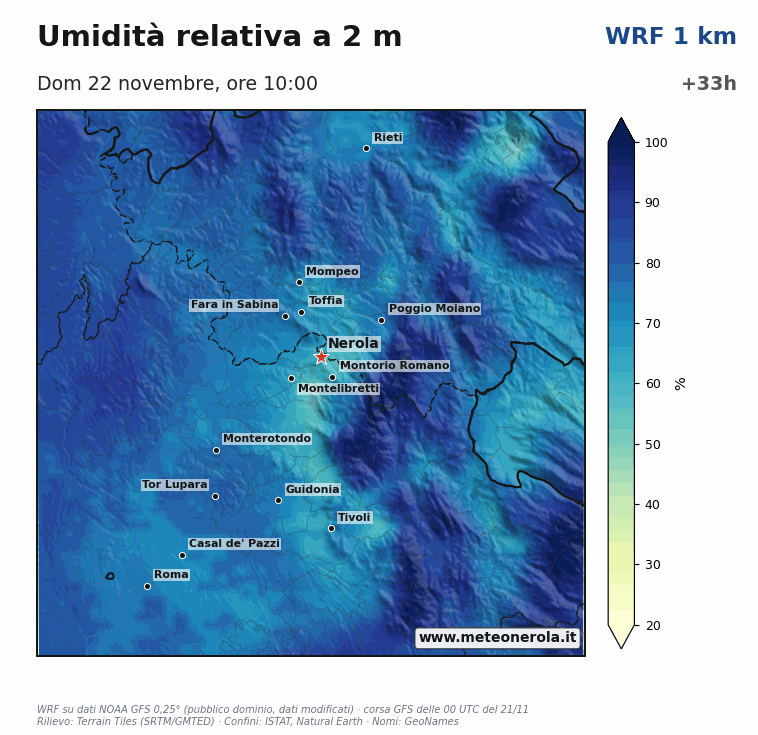 Umidità relativa a 2 m
WRF 1 km
Dom 22 novembre, ore 10:00
+33h
Rieti
Mompeo
Fara in Sabina
Toffia
Poggio Moiano
Nerola
Montorio Romano
Montelibretti
Monterotondo
Tor Lupara
Guidonia
Tivoli
Casal de' Pazzi
Roma
www.meteonerola.it
100
90
80
70
60
50
40
30
20
%
WRF su dati NOAA GFS 0,25° (pubblico dominio, dati modificati) · corsa GFS delle 00 UTC del 21/11
Rilievo: Terrain Tiles (SRTM/GMTED) · Confini: ISTAT, Natural Earth · Nomi: GeoNames